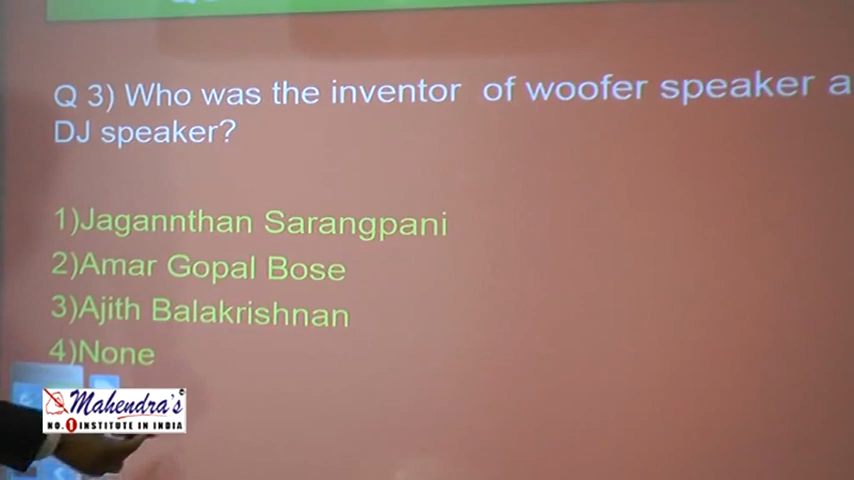 Q 3) Who was the inventor of woofer speaker a
DJ speaker?
1)Jagannthan Sarangpani
2)Amar Gopal Bose
3)Ajith Balakrishnan
4)None
Mahendra's
NO.1 INSTITUTE IN INDIA